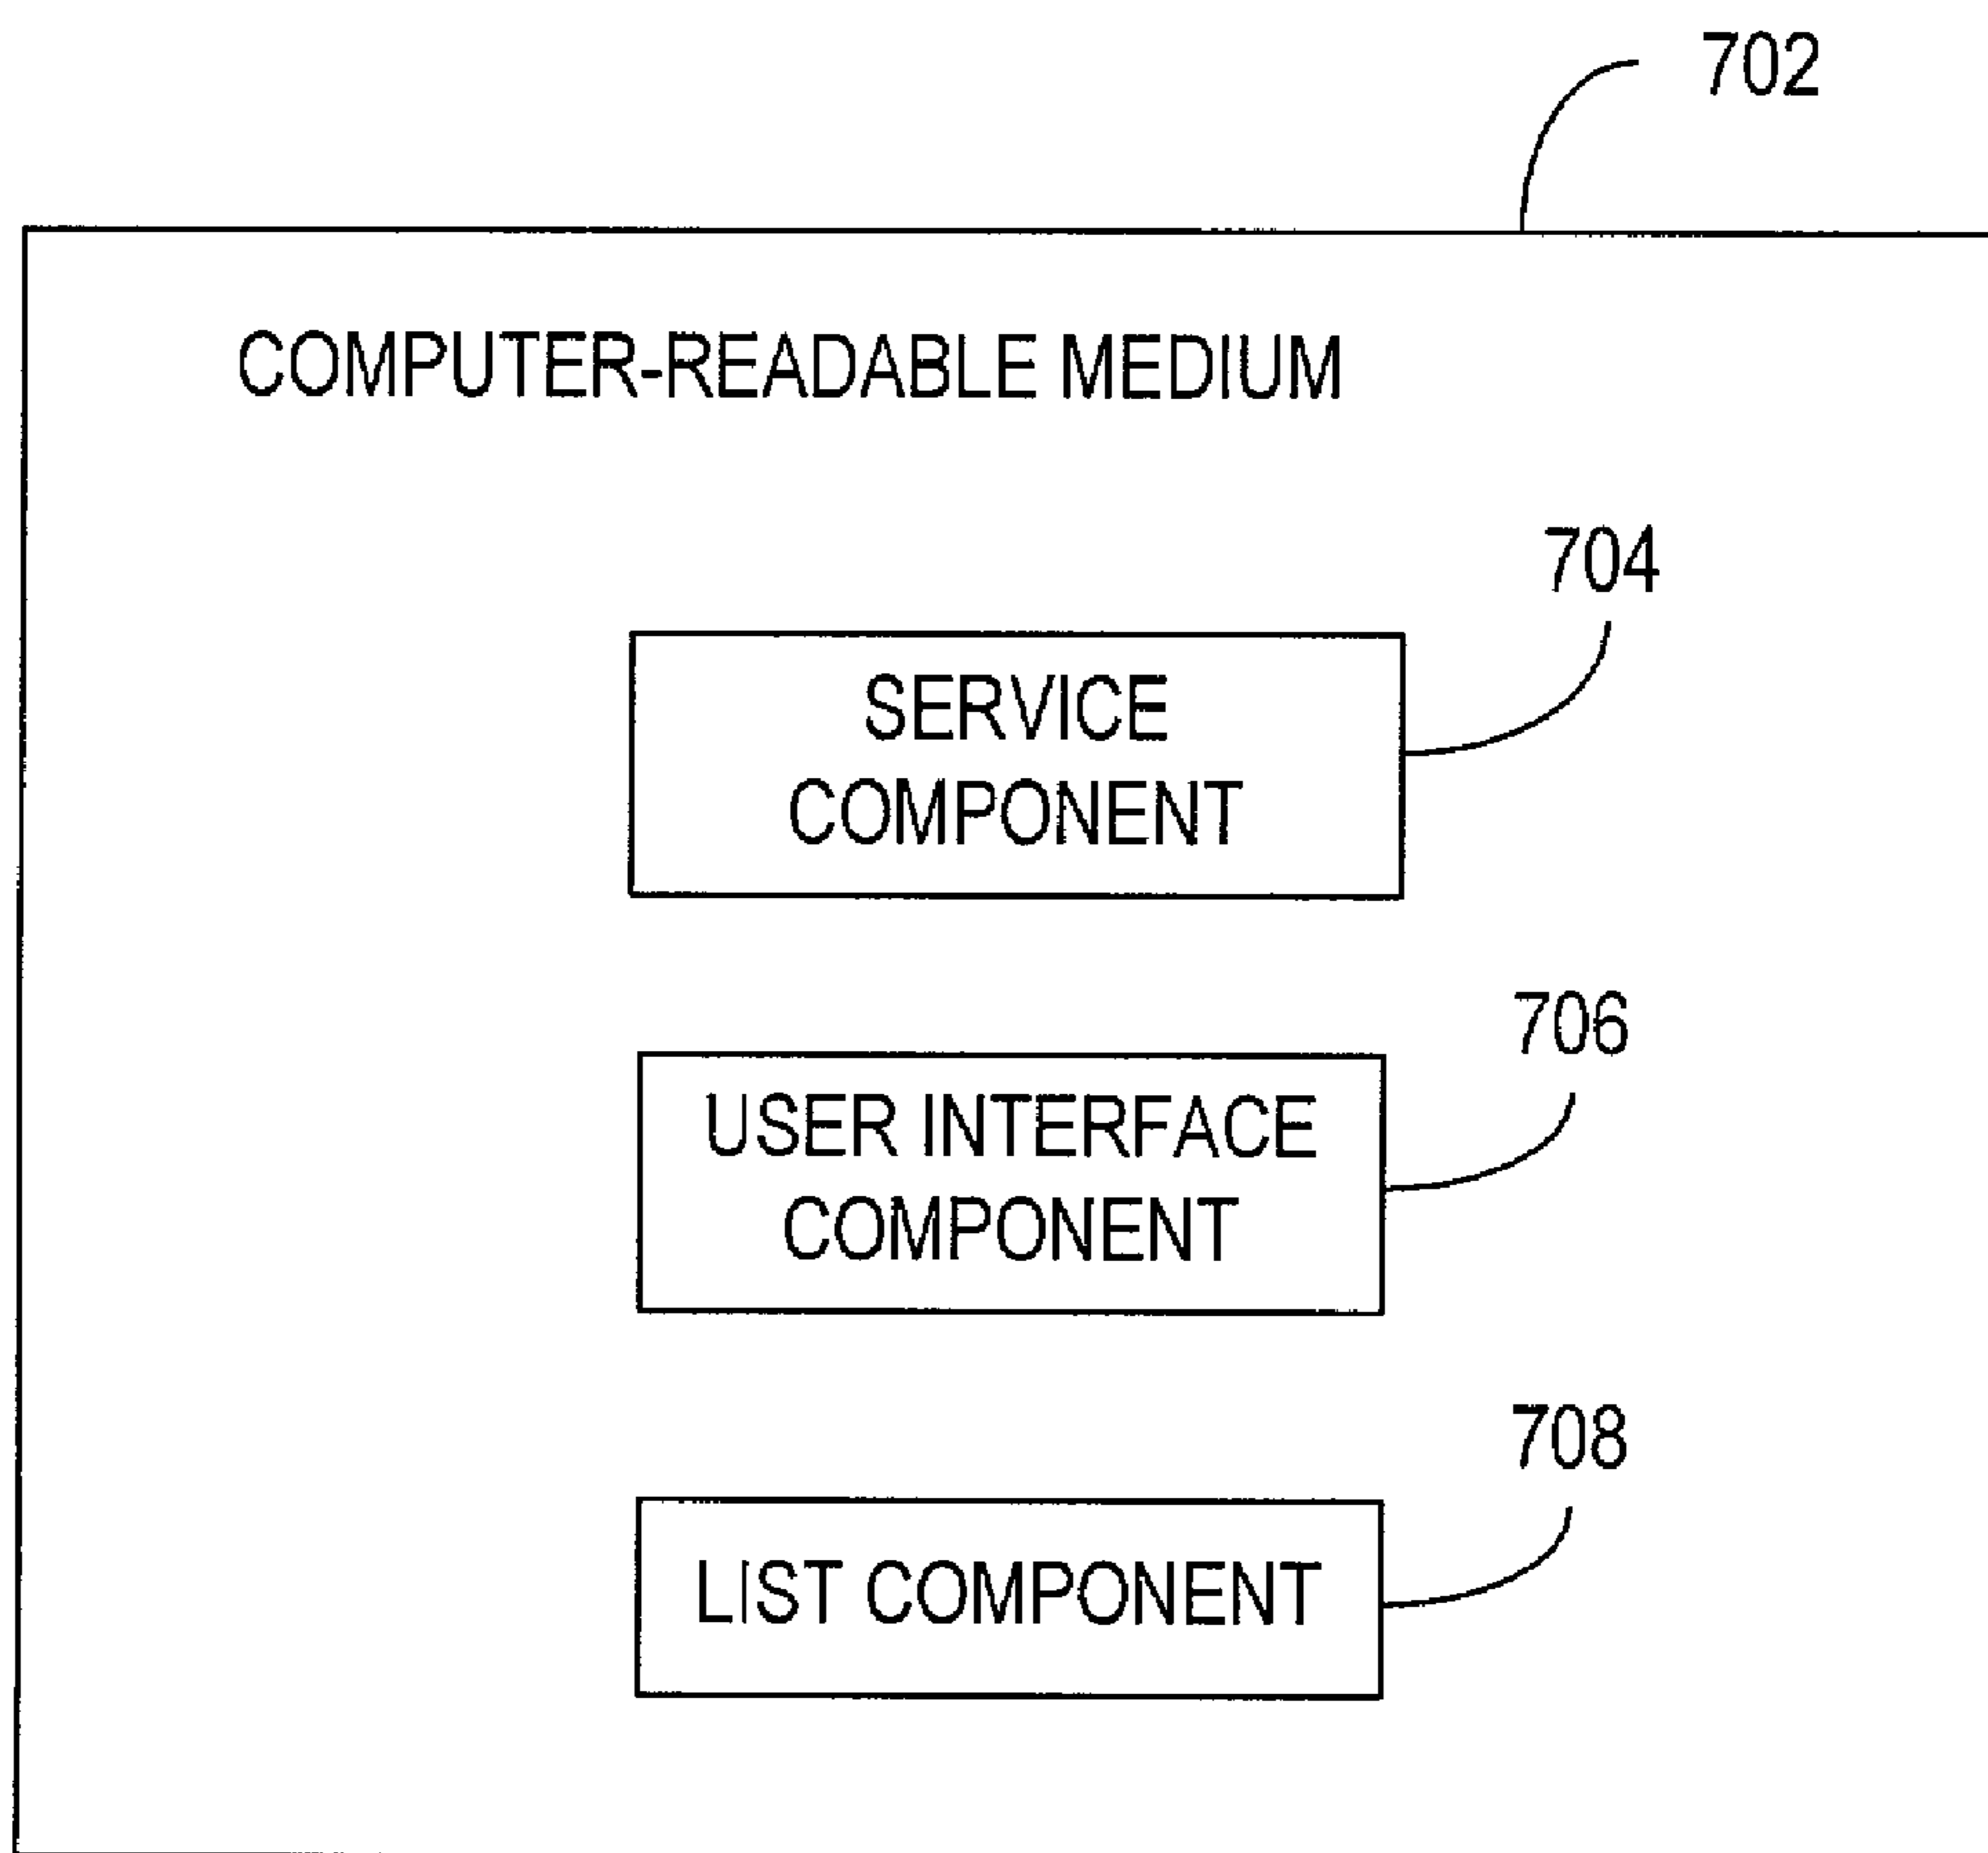 702
COMPUTER-READABLE MEDIUM
704
SERVICE
COMPONENT
706
USER INTERFACE
COMPONENT
708
LIST COMPONENT